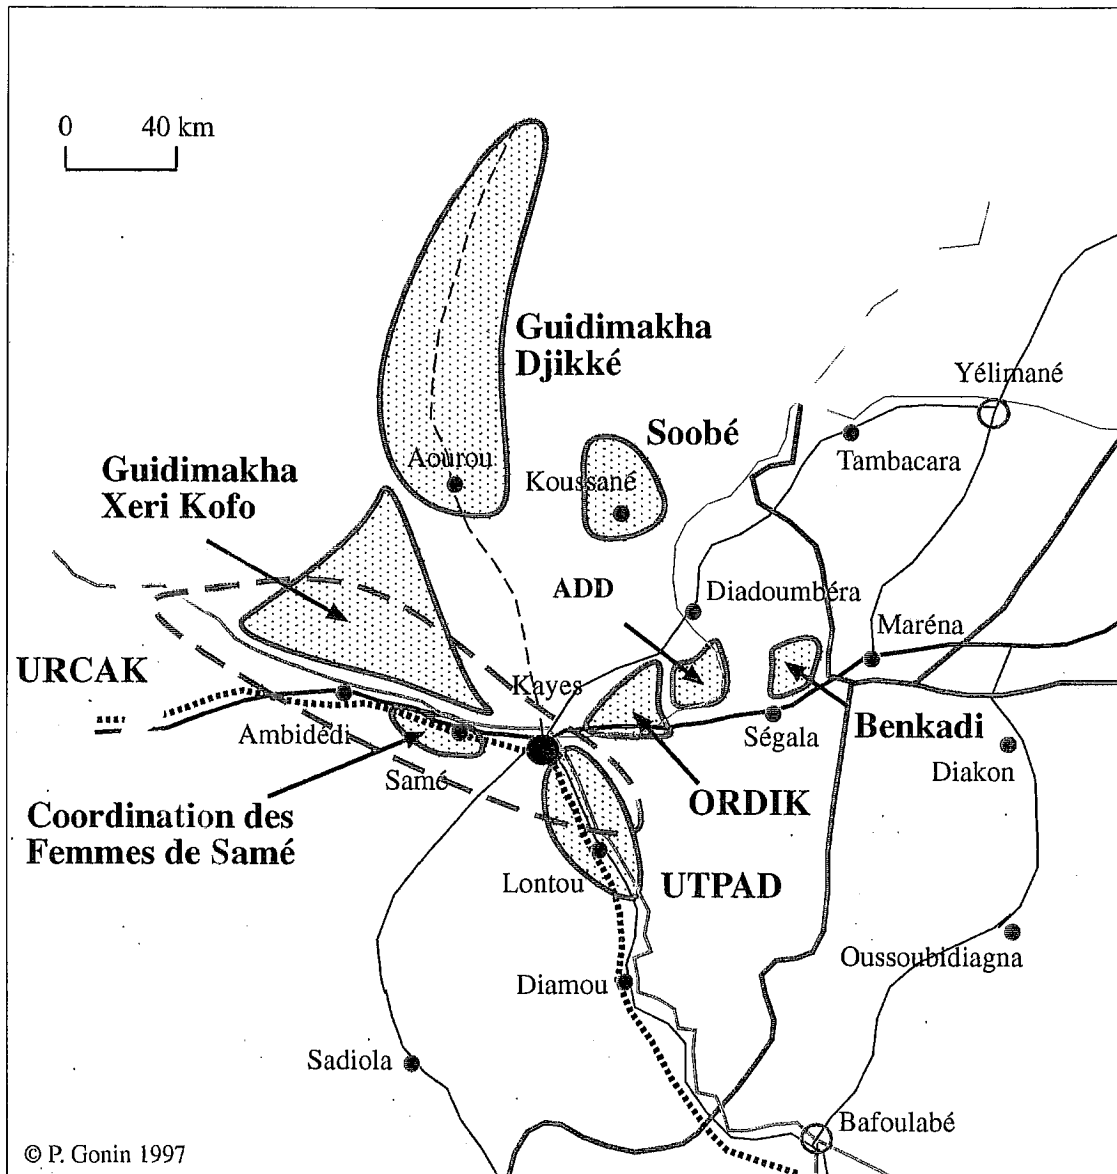 0 40 km
Guidimakha
Djikké
Yélimané
Soobé
Tambacara
Aourou
Koussané
Guidimakha
Xeri Kofo
ADD
Diadoumbéra
Maréna
URCAK
Kayes
Ambidédi
Ségala
Benkadi
Diakon
Samé
ORDIK
Coordination des
Femmes de Samé
Lontou
UTPAD
Oussoubidiagna
Diamou
Sadiola
Bafoulabé
© P. Gonin 1997